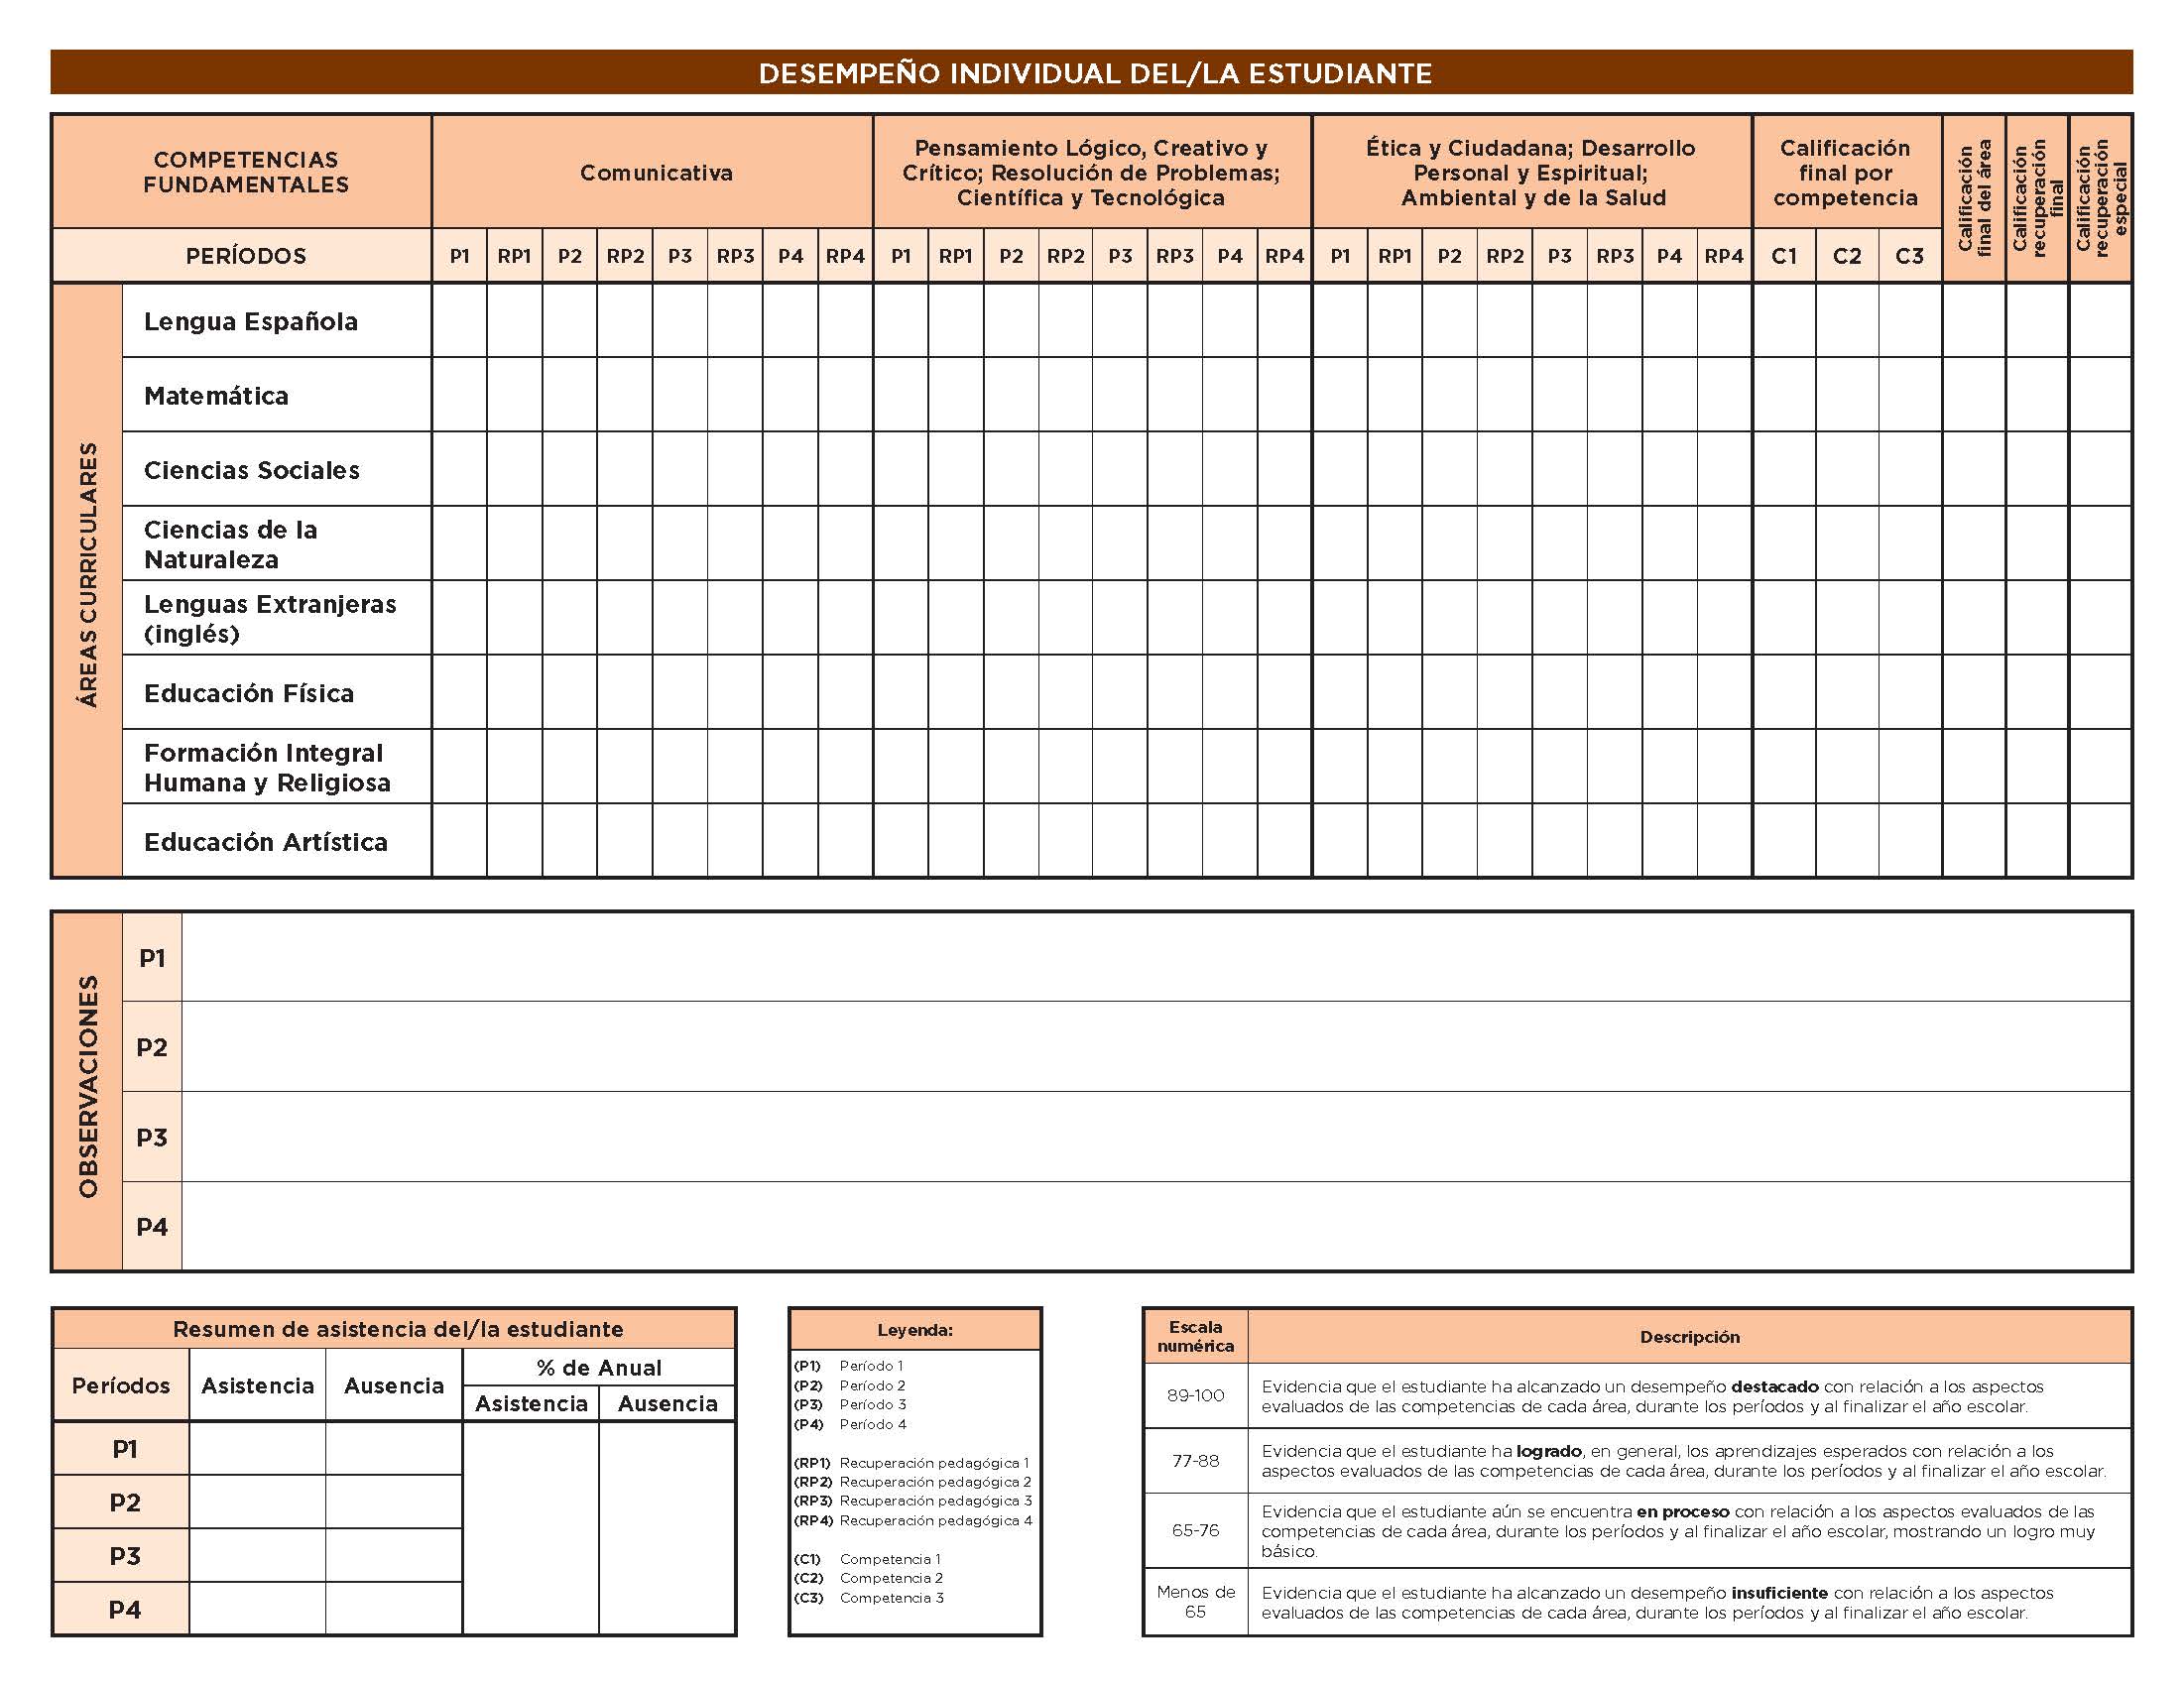 DESEMPEÑO INDIVIDUAL DEL/LA ESTUDIANTE
COMPETENCIAS
FUNDAMENTALES
Comunicativa
Pensamiento Lógico, Creativo y
Crítico; Resolución de Problemas;
Científica y Tecnológica
Ética y Ciudadana; Desarrollo
Personal y Espiritual;
Ambiental y de la Salud
Calificación
final por
competencia
Calificación
final del área
Calificación
recuperación
final
Calificación
recuperación
especial
PERÍODOS
P1 RP1 P2 RP2 P3 RP3 P4 RP4 P1 RP1 P2 RP2 P3 RP3 P4 RP4 P1 RP1 P2 RP2 P3 RP3 P4 RP4 C1 C2 C3
ÁREAS CURRICULARES
Lengua Española
Matemática
Ciencias Sociales
Ciencias de la
Naturaleza
Lenguas Extranjeras
(inglés)
Educación Física
Formación Integral
Humana y Religiosa
Educación Artística
OBSERVACIONES
P1
P2
P3
P4
Resumen de asistencia del/la estudiante
Períodos
Asistencia
Ausencia
% de Anual
Asistencia
Ausencia
P1
P2
P3
P4
Leyenda:
(P1) Período 1
(P2) Período 2
(P3) Período 3
(P4) Período 4
(RP1) Recuperación pedagógica 1
(RP2) Recuperación pedagógica 2
(RP3) Recuperación pedagógica 3
(RP4) Recuperación pedagógica 4
(C1) Competencia 1
(C2) Competencia 2
(C3) Competencia 3
Escala
numérica
Descripción
89-100
Evidencia que el estudiante ha alcanzado un desempeño destacado con relación a los aspectos
evaluados de las competencias de cada área, durante los períodos y al finalizar el año escolar.
77-88
Evidencia que el estudiante ha logrado, en general, los aprendizajes esperados con relación a los
aspectos evaluados de las competencias de cada área, durante los períodos y al finalizar el año escolar.
65-76
Evidencia que el estudiante aún se encuentra en proceso con relación a los aspectos evaluados de las
competencias de cada área, durante los períodos y al finalizar el año escolar, mostrando un logro muy
básico.
Menos de
65
Evidencia que el estudiante ha alcanzado un desempeño insuficiente con relación a los aspectos
evaluados de las competencias de cada área, durante los períodos y al finalizar el año escolar.